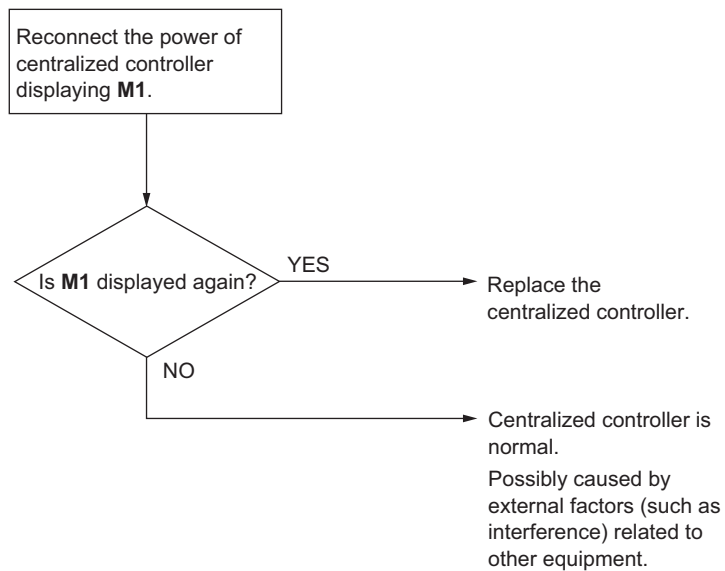 Reconnect the power of
centralized controller
displaying M1.
Is M1 displayed again?
YES
Replace the
centralized controller.
NO
Centralized controller is
normal.
Possibly caused by
external factors (such as
interference) related to
other equipment.